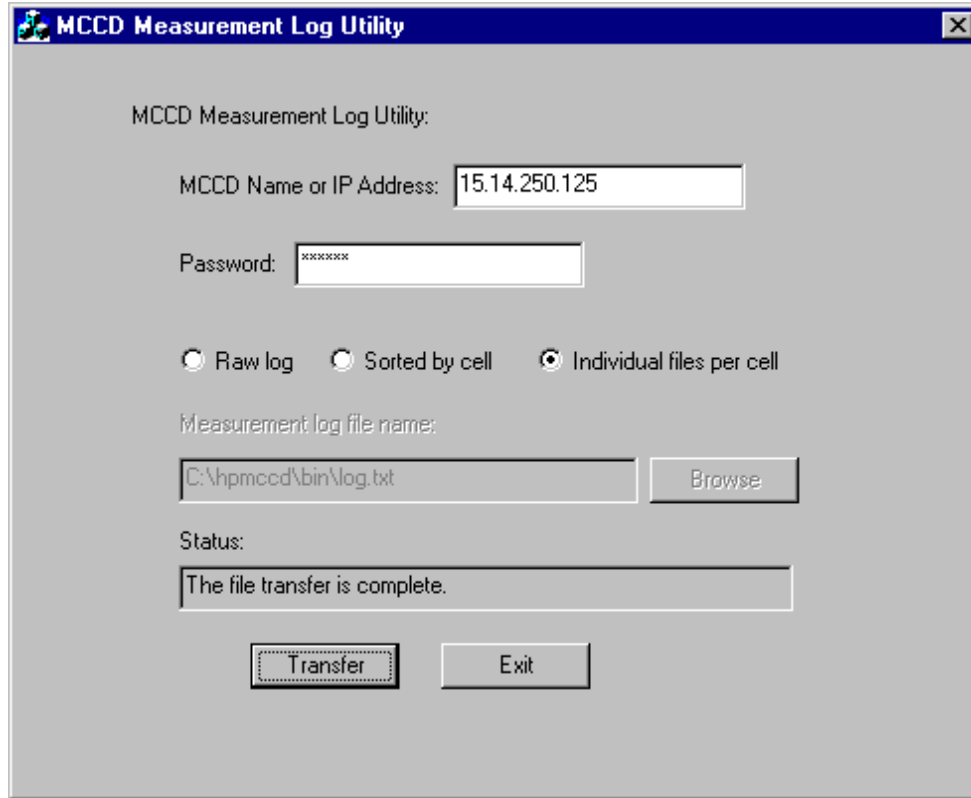 MCCD Measurement Log Utility
MCCD Measurement Log Utility:
MCCD Name or IP Address: 15.14.250.125
Password: ******
Raw log Sorted by cell Individual files per cell
Measurement log file name:
C:\hpmccd\bin\log.txt Browse
Status:
The file transfer is complete.
Transfer Exit